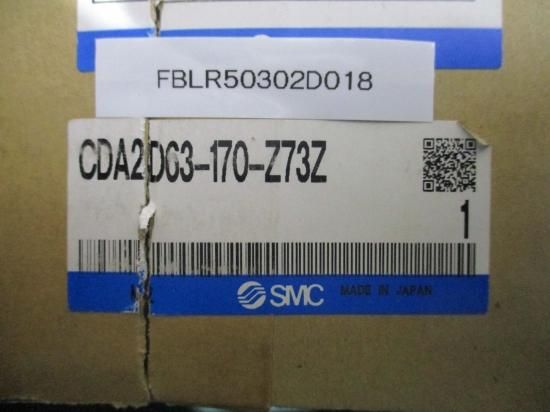 FBLR50302D018
CDA2D63-170-Z73Z
1
SMC MADE IN JAPAN